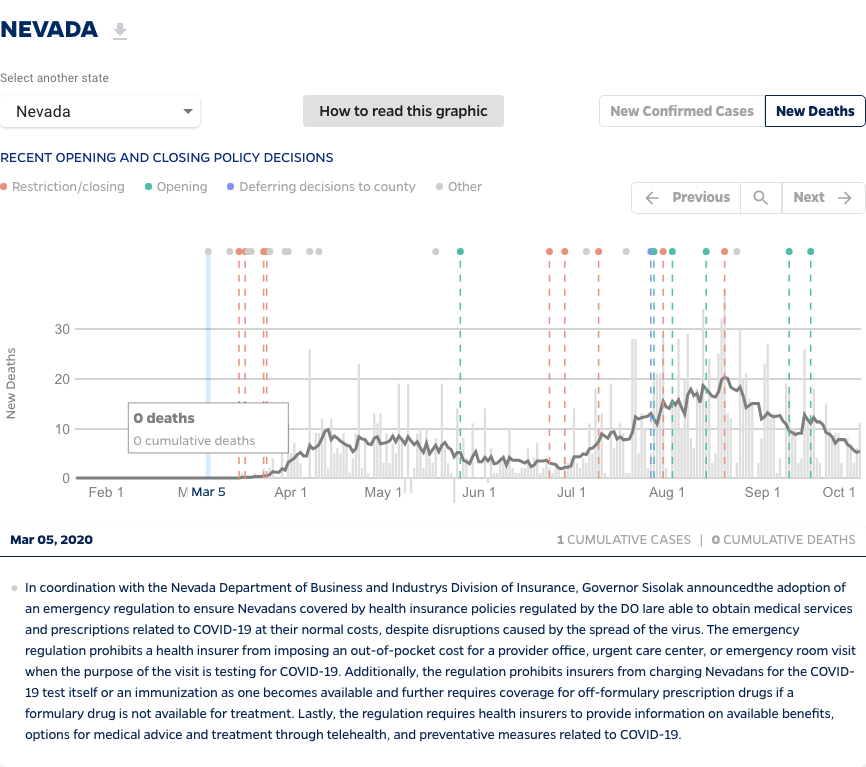 NEVADA
Select another state
Nevada
How to read this graphic
New Confirmed Cases
New Deaths
RECENT OPENING AND CLOSING POLICY DECISIONS
Restriction/closing
Opening
Deferring decisions to county
Other
Previous
Next
New Deaths
30
20
10
0
0 deaths
0 cumulative deaths
Feb 1
M
Mar 5
Apr 1
May 1
Jun 1
Jul 1
Aug 1
Sep 1
Oct 1
Mar 05, 2020
1 CUMULATIVE CASES | 0 CUMULATIVE DEATHS
In coordination with the Nevada Department of Business and Industrys Division of Insurance, Governor Sisolak announcedthe adoption of
an emergency regulation to ensure Nevadans covered by health insurance policies regulated by the DO Iare able to obtain medical services
and prescriptions related to COVID-19 at their normal costs, despite disruptions caused by the spread of the virus. The emergency
regulation prohibits a health insurer from imposing an out-of-pocket cost for a provider office, urgent care center, or emergency room visit
when the purpose of the visit is testing for COVID-19. Additionally, the regulation prohibits insurers from charging Nevadans for the COVID-
19 test itself or an immunization as one becomes available and further requires coverage for off-formulary prescription drugs if a
formulary drug is not available for treatment. Lastly, the regulation requires health insurers to provide information on available benefits,
options for medical advice and treatment through telehealth, and preventative measures related to COVID-19.